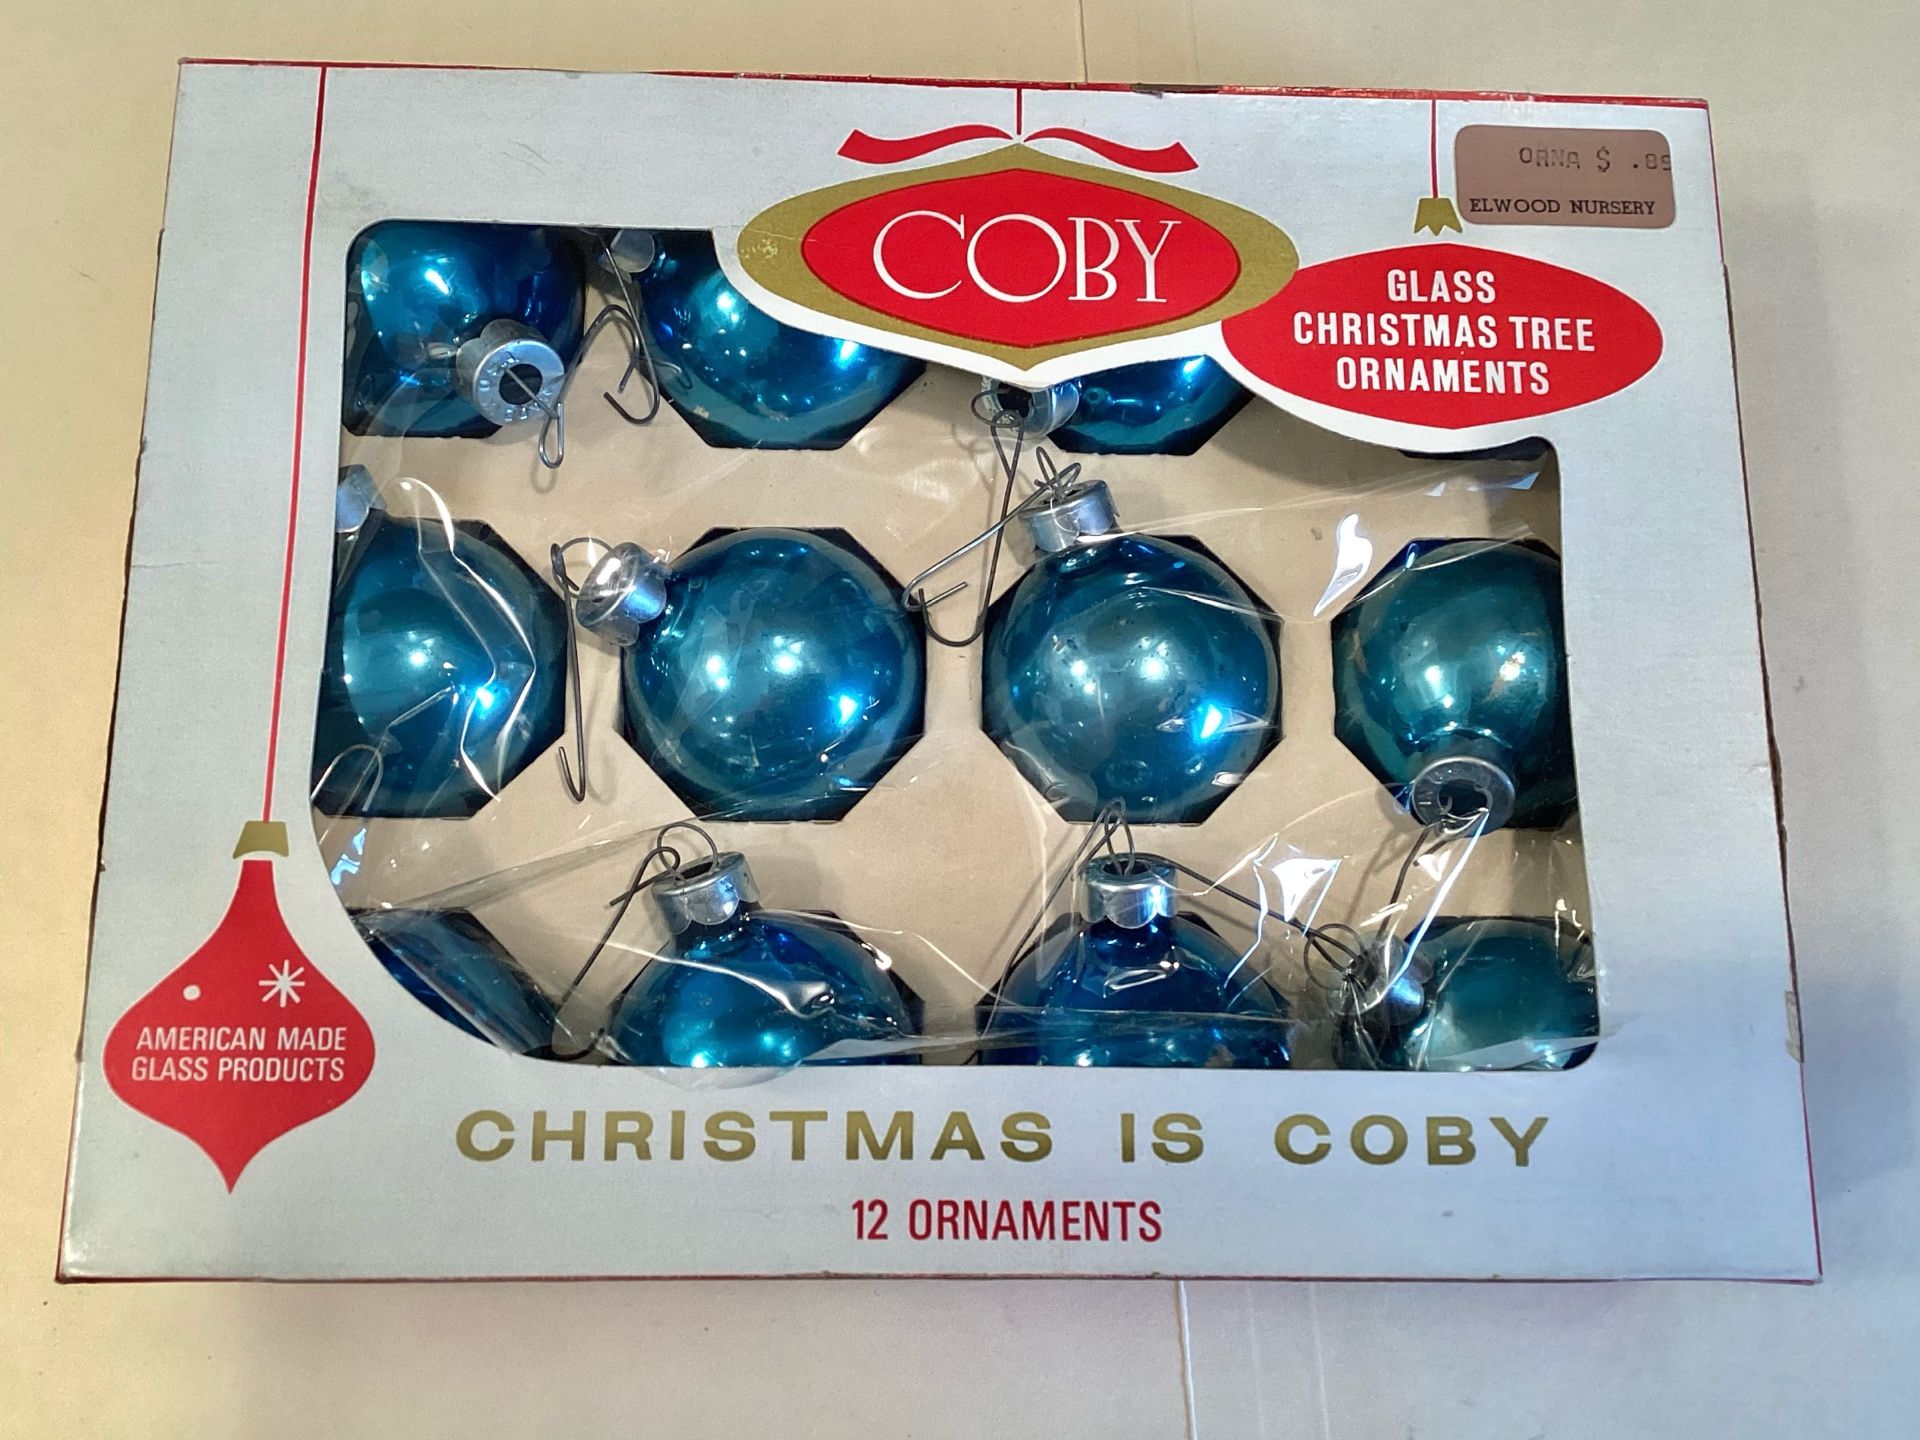 ORNA $ .89
ELWOOD NURSERY
COBY
GLASS
CHRISTMAS TREE
ORNAMENTS
AMERICAN MADE
GLASS PRODUCTS
CHRISTMAS IS COBY
12 ORNAMENTS